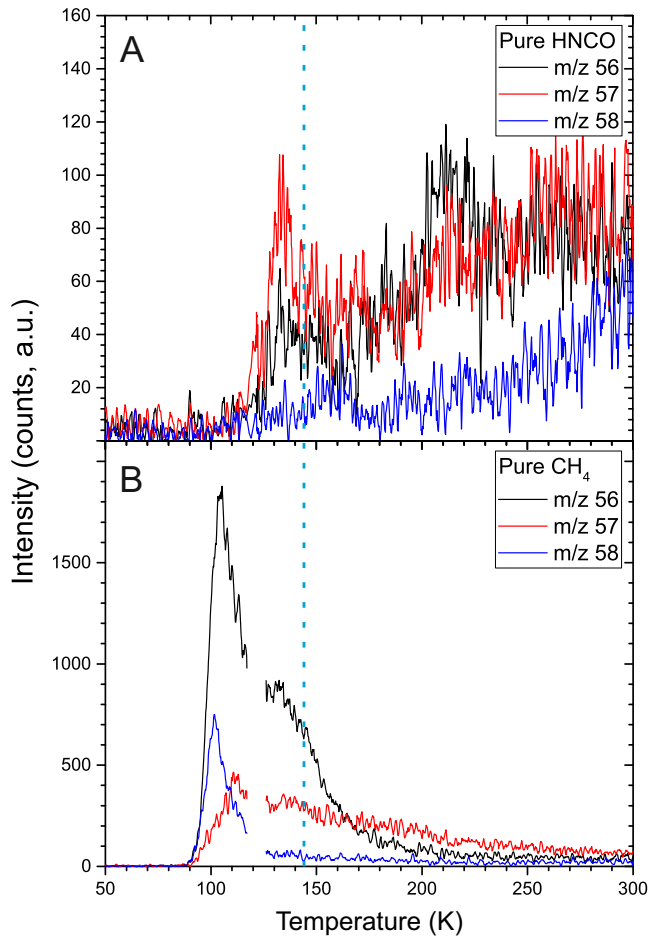 Intensity (counts, a.u.)
A
160
140
120
100
80
60
40
20
Pure HNCO
m/z 56
m/z 57
m/z 58
B
1500
1000
500
0
Pure CH₄
m/z 56
m/z 57
m/z 58
50
100
150
200
250
300
Temperature (K)